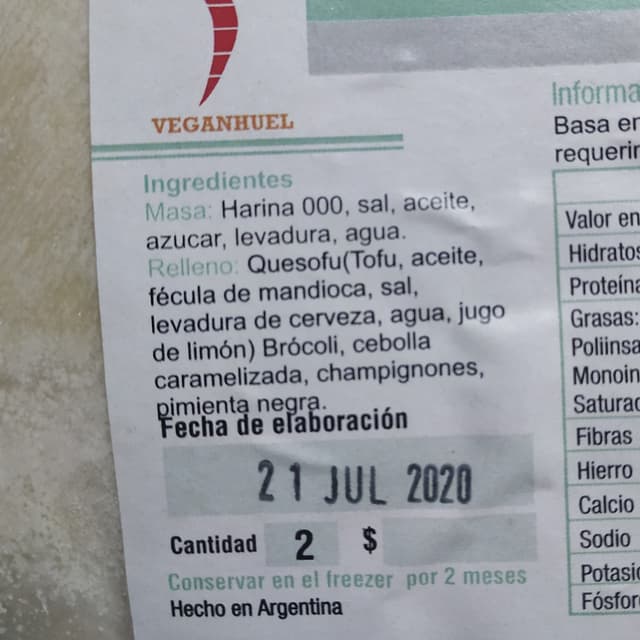 VEGANHUEL
Ingredientes
Masa: Harina 000, sal, aceite,
azucar, levadura, agua.
Relleno: Quesofu(Tofu, aceite,
fécula de mandioca, sal,
levadura de cerveza, agua, jugo
de limón) Brócoli, cebolla
caramelizada, champignones,
pimienta negra.
Fecha de elaboración
21 JUL 2020
Cantidad 2 $
Conservar en el freezer por 2 meses
Hecho en Argentina
Informa
Basa en
requerir
Valor en
Hidratos
Proteína
Grasas:
Poliinsa
Monoin
Saturad
Fibras
Hierro
Calcio
Sodio
Potasio
Fósforo